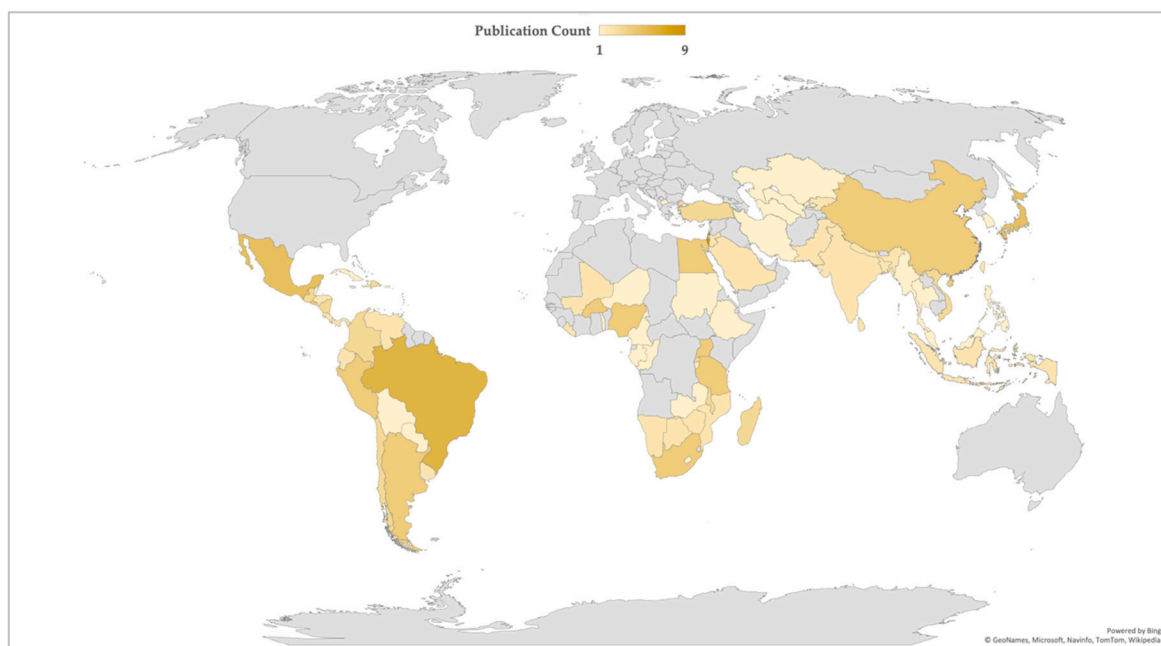 Publication Count
1 9
Powered by Bing
© GeoNames, Microsoft, Navinfo, TomTom, Wikipedia